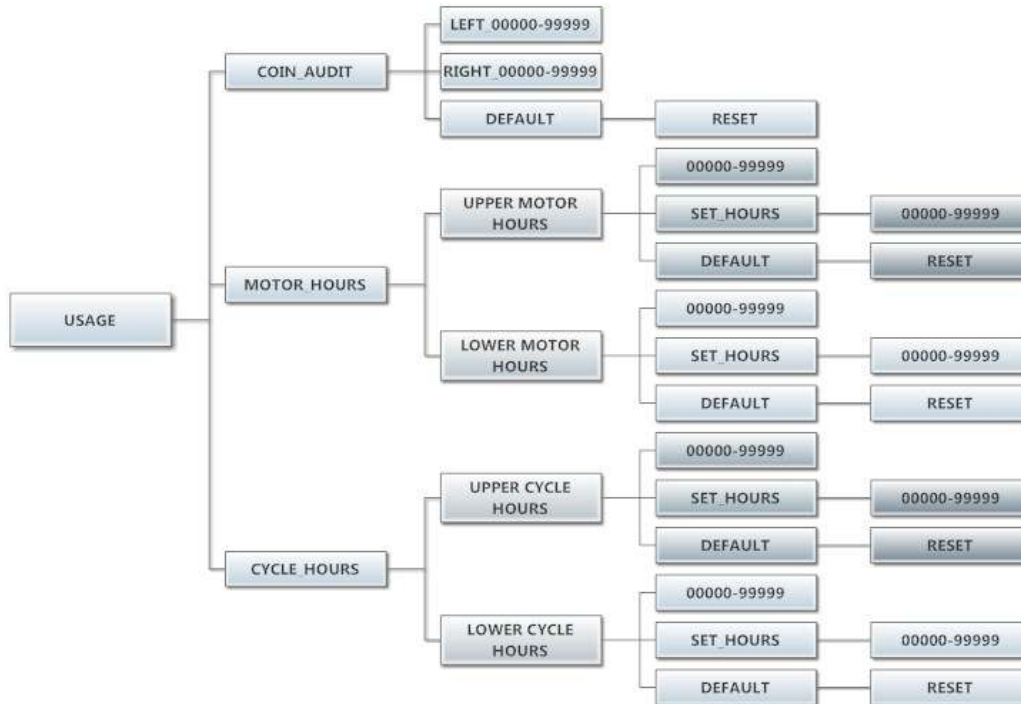 LEFT_00000-99999
COIN_AUDIT
RIGHT_00000-99999
DEFAULT
RESET
00000-99999
UPPER MOTOR
HOURS
SET_HOURS
00000-99999
DEFAULT
RESET
MOTOR_HOURS
00000-99999
USAGE
LOWER MOTOR
HOURS
SET_HOURS
00000-99999
DEFAULT
RESET
00000-99999
UPPER CYCLE
HOURS
SET_HOURS
00000-99999
DEFAULT
RESET
CYCLE_HOURS
00000-99999
LOWER CYCLE
HOURS
SET_HOURS
00000-99999
DEFAULT
RESET